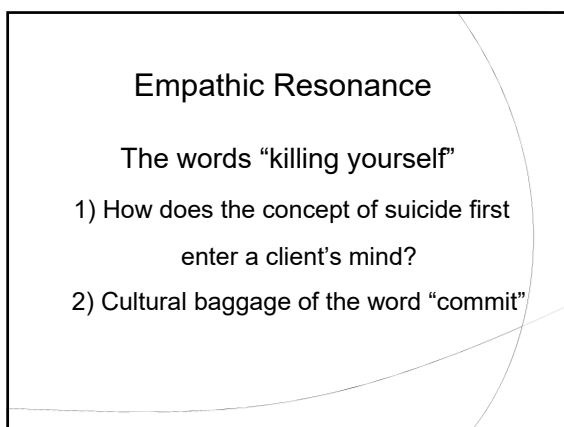 Empathic Resonance
The words “killing yourself”
1) How does the concept of suicide first
enter a client’s mind?
2) Cultural baggage of the word “commit”